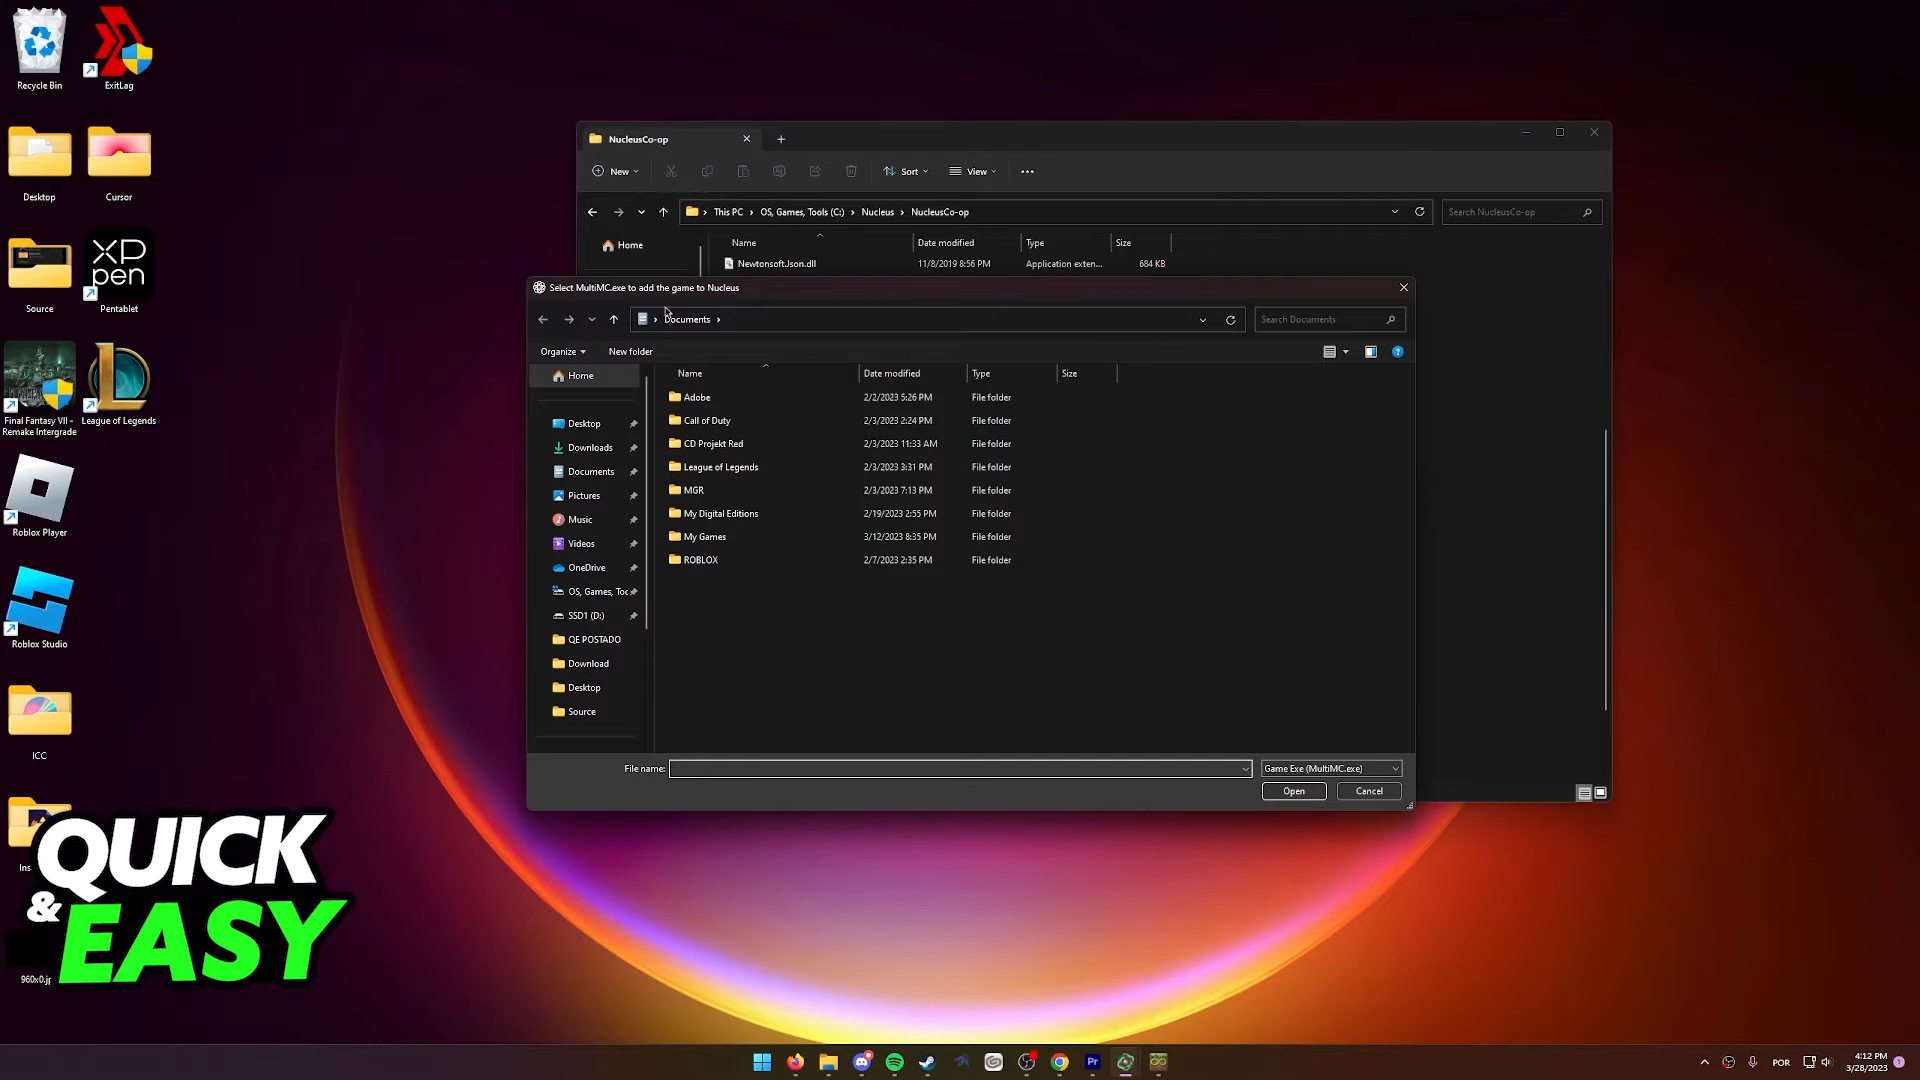 Recycle Bin
ExitLag
Desktop
Cursor
Source
XP
pen
Pentablet
Final Fantasy VII -
Remake Intergrade
League of Legends
Roblox Player
Roblox Studio
ICC
Ins
960x0.jp
QUICK
& EASY
NucleusCo-op
New
Sort
View
This PC > OS, Games, Tools (C:) > Nucleus > NucleusCo-op
Search NucleusCo-op
Home
Name Date modified Type Size
Newtonsoft.Json.dll 11/8/2019 8:56 PM Application exten... 684 KB
Select MultiMC.exe to add the game to Nucleus
Documents
Search Documents
Organize New folder
Name Date modified Type Size
Home
Desktop
Downloads
Documents
Pictures
Music
Videos
OneDrive
OS, Games, Toc
SSD1 (D:)
QE POSTADO
Download
Desktop
Source
Adobe 2/2/2023 5:26 PM File folder
Call of Duty 2/3/2023 2:24 PM File folder
CD Projekt Red 2/3/2023 11:33 AM File folder
League of Legends 2/3/2023 3:31 PM File folder
MGR 2/3/2023 7:13 PM File folder
My Digital Editions 2/19/2023 2:55 PM File folder
My Games 3/12/2023 8:35 PM File folder
ROBLOX 2/7/2023 2:35 PM File folder
File name:
Game Exe (MultiMC.exe)
Open Cancel
Pr
POR
4:12 PM
3/28/2023
1